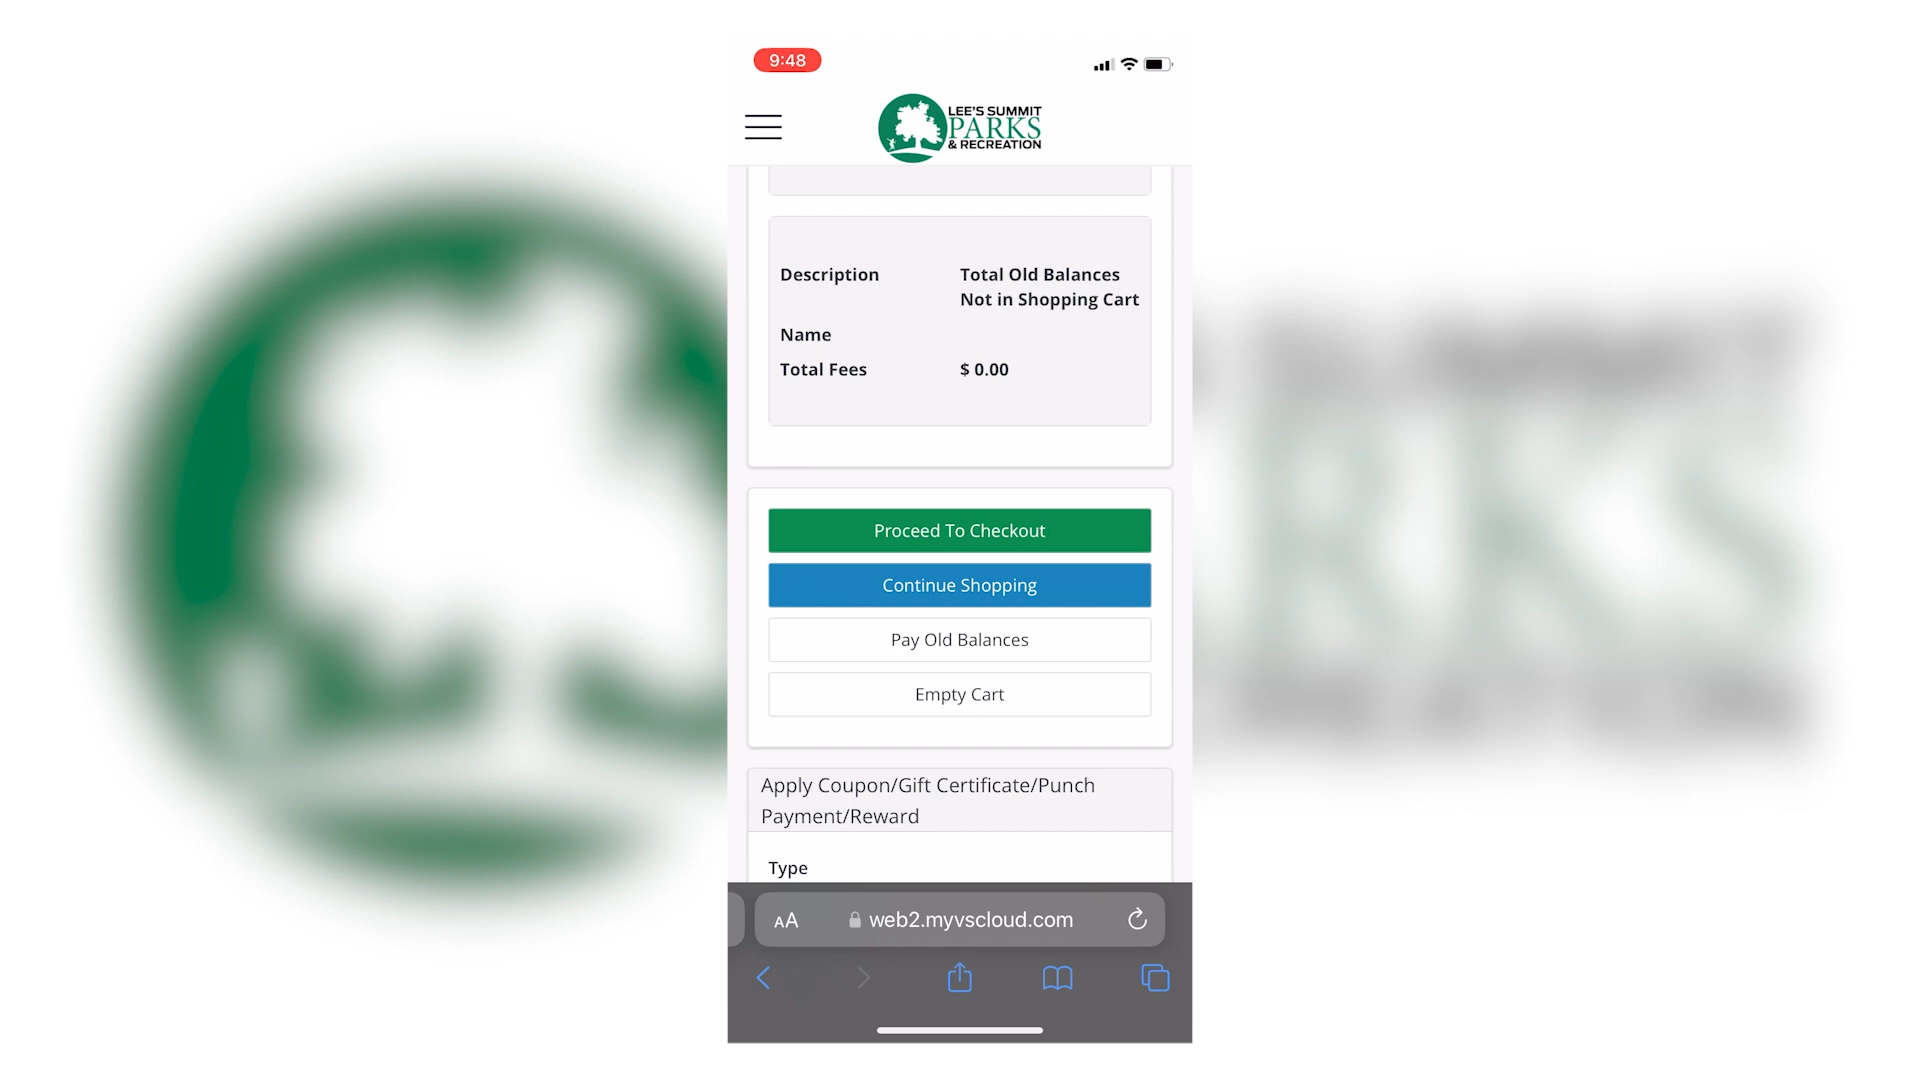 9:48
LEE'S SUMMIT
PARKS
& RECREATION
Description Total Old Balances
Not in Shopping Cart
Name
Total Fees $ 0.00
Proceed To Checkout
Continue Shopping
Pay Old Balances
Empty Cart
Apply Coupon/Gift Certificate/Punch
Payment/Reward
Type
AA web2.myvscloud.com